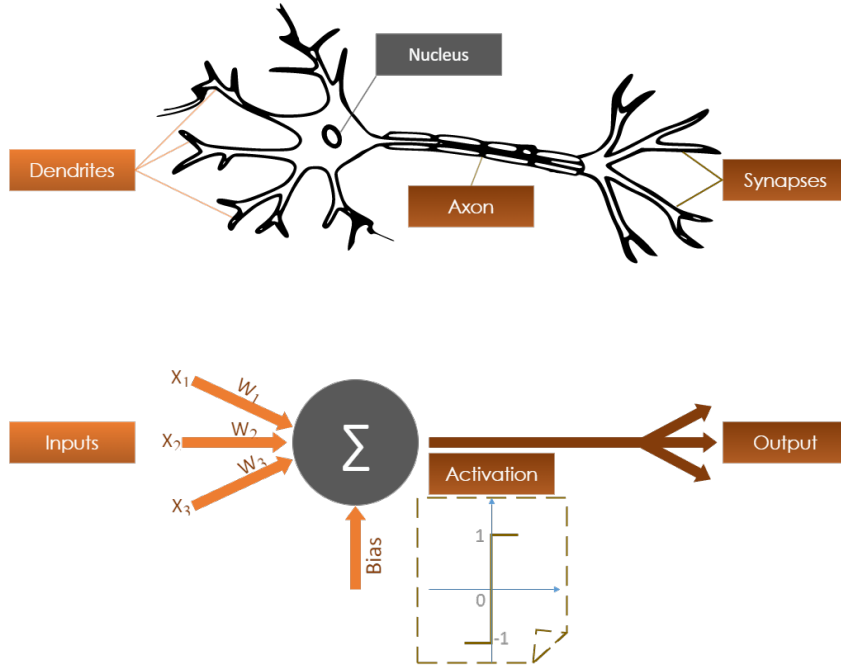 Nucleus
Dendrites
Axon
Synapses
X₁
W₁
Inputs
X₂
W₂
∑
Output
W₃
X₃
Activation
Bias
1
0
-1